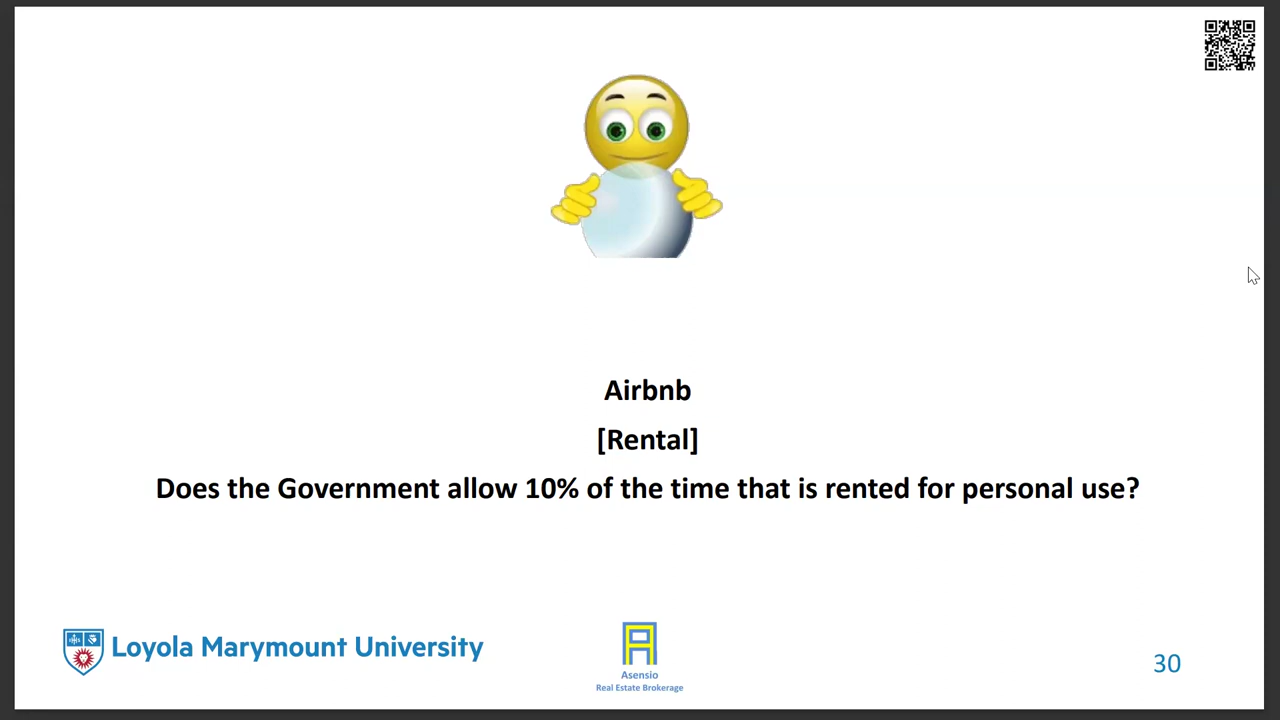 Airbnb
[Rental]
Does the Government allow 10% of the time that is rented for personal use?
Loyola Marymount University
Asensio
Real Estate Brokerage
30